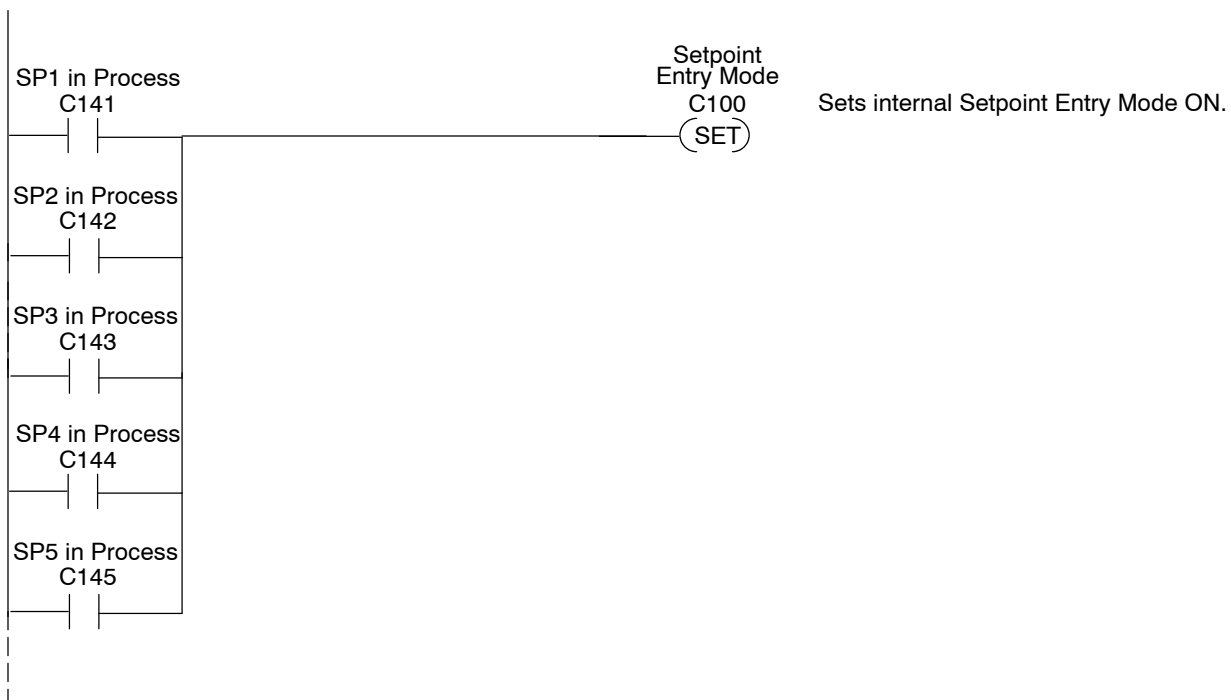 Setpoint
Entry Mode
C100
Sets internal Setpoint Entry Mode ON.
(SET)
SP1 in Process
C141
SP2 in Process
C142
SP3 in Process
C143
SP4 in Process
C144
SP5 in Process
C145